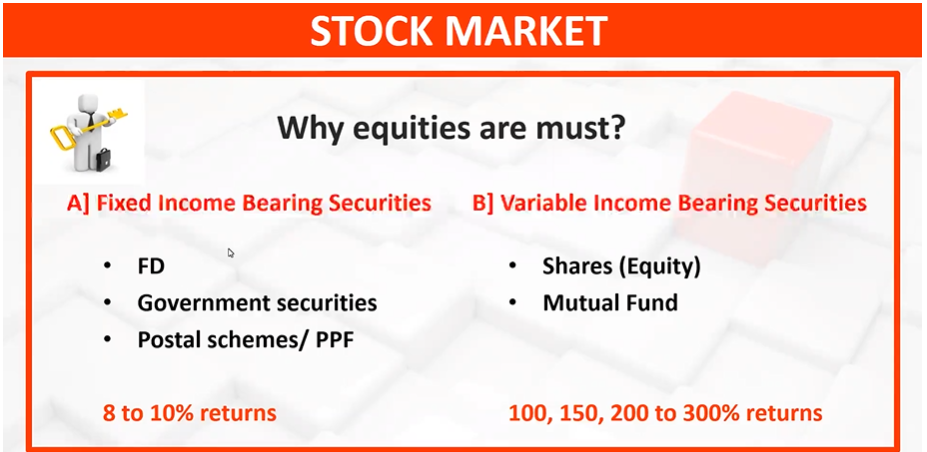 STOCK MARKET
Why equities are must?
A] Fixed Income Bearing Securities
• FD
• Government securities
• Postal schemes/ PPF
8 to 10% returns
B] Variable Income Bearing Securities
• Shares (Equity)
• Mutual Fund
100, 150, 200 to 300% returns